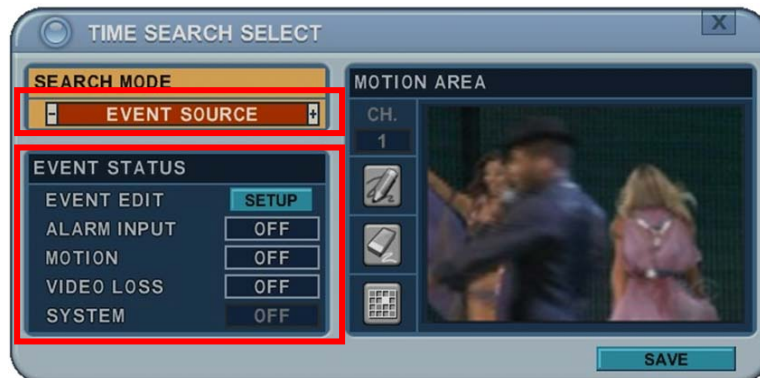 TIME SEARCH SELECT
X
SEARCH MODE
- EVENT SOURCE +
EVENT STATUS
EVENT EDIT SETUP
ALARM INPUT OFF
MOTION OFF
VIDEO LOSS OFF
SYSTEM OFF
MOTION AREA
CH.
1
SAVE